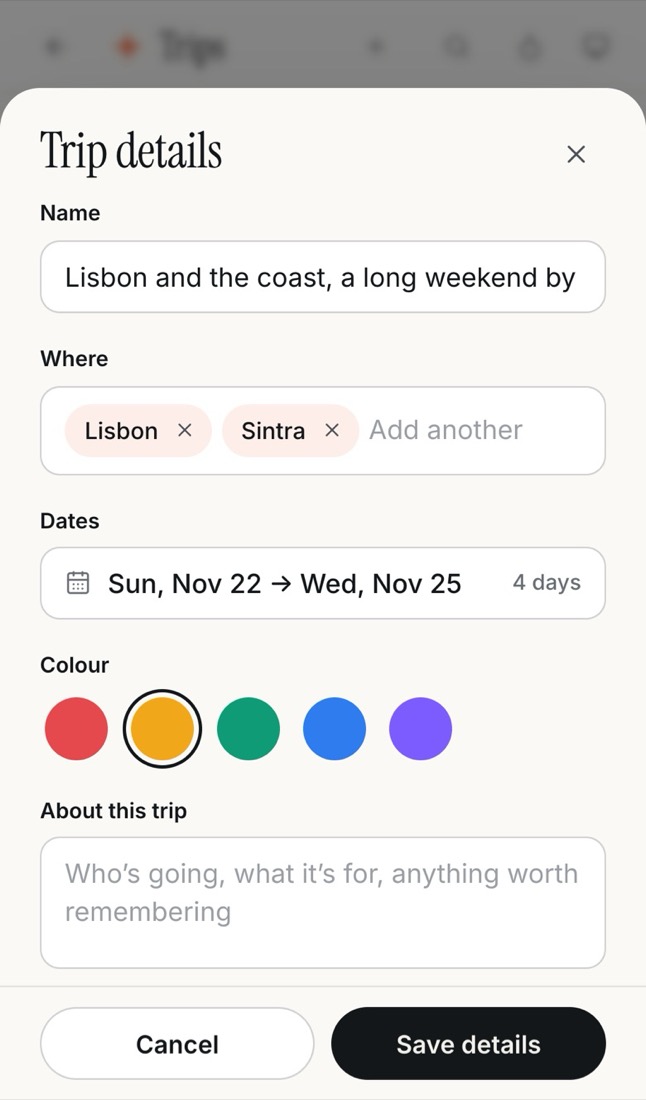 Trips
Trip details
Name
Lisbon and the coast, a long weekend by
Where
Lisbon Sintra Add another
Dates
Sun, Nov 22 → Wed, Nov 25 4 days
Colour
About this trip
Who’s going, what it’s for, anything worth
remembering
Cancel Save details